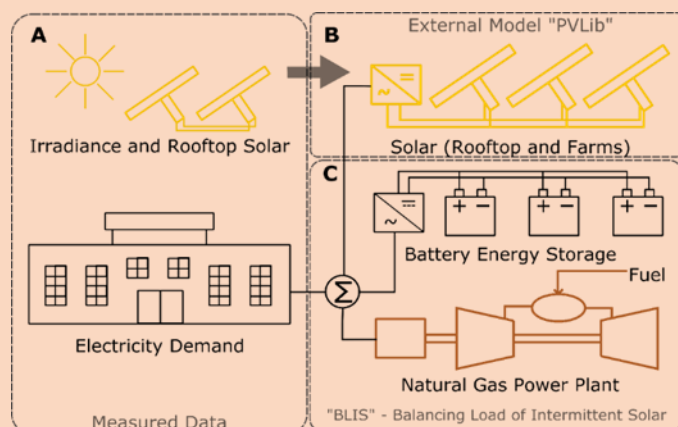 A
Irradiance and Rooftop Solar
Electricity Demand
Measured Data
B
External Model "PVLib"
Solar (Rooftop and Farms)
C
+ − + − + −
Battery Energy Storage
Σ
Fuel
Natural Gas Power Plant
"BLIS" - Balancing Load of Intermittent Solar